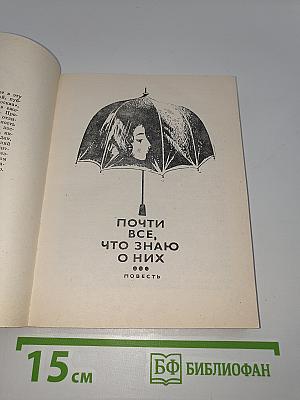 ПОЧТИ
ВСЕ,
ЧТО ЗНАЮ
О НИХ
ПОВЕСТЬ
15 СМ
БФ БИБЛИОФАН